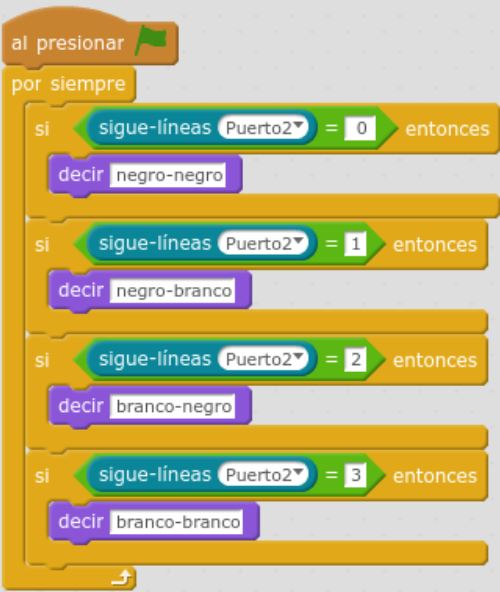 al presionar
por siempre
si sigue-líneas Puerto2 = 0 entonces
decir negro-negro
si sigue-líneas Puerto2 = 1 entonces
decir negro-branco
si sigue-líneas Puerto2 = 2 entonces
decir branco-negro
si sigue-líneas Puerto2 = 3 entonces
decir branco-branco